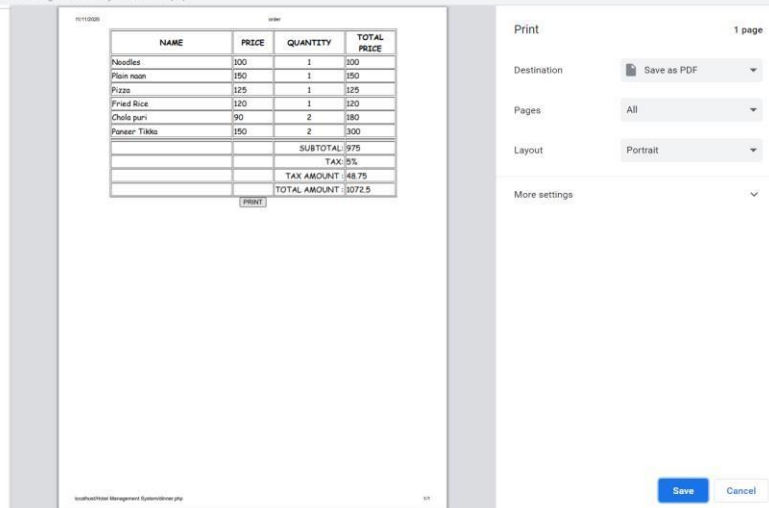 11/11/2020 order
NAME PRICE QUANTITY TOTAL PRICE
Noodles 100 1 100
Plain naan 150 1 150
Pizza 125 1 125
Fried Rice 120 1 120
Chola puri 90 2 180
Paneer Tikka 150 2 300
SUBTOTAL: 975
TAX: 5%
TAX AMOUNT : 48.75
TOTAL AMOUNT : 1072.5
PRINT
localhost/Hotel Management System/dinner.php 1/1
Print 1 page
Destination Save as PDF
Pages All
Layout Portrait
More settings
Save Cancel